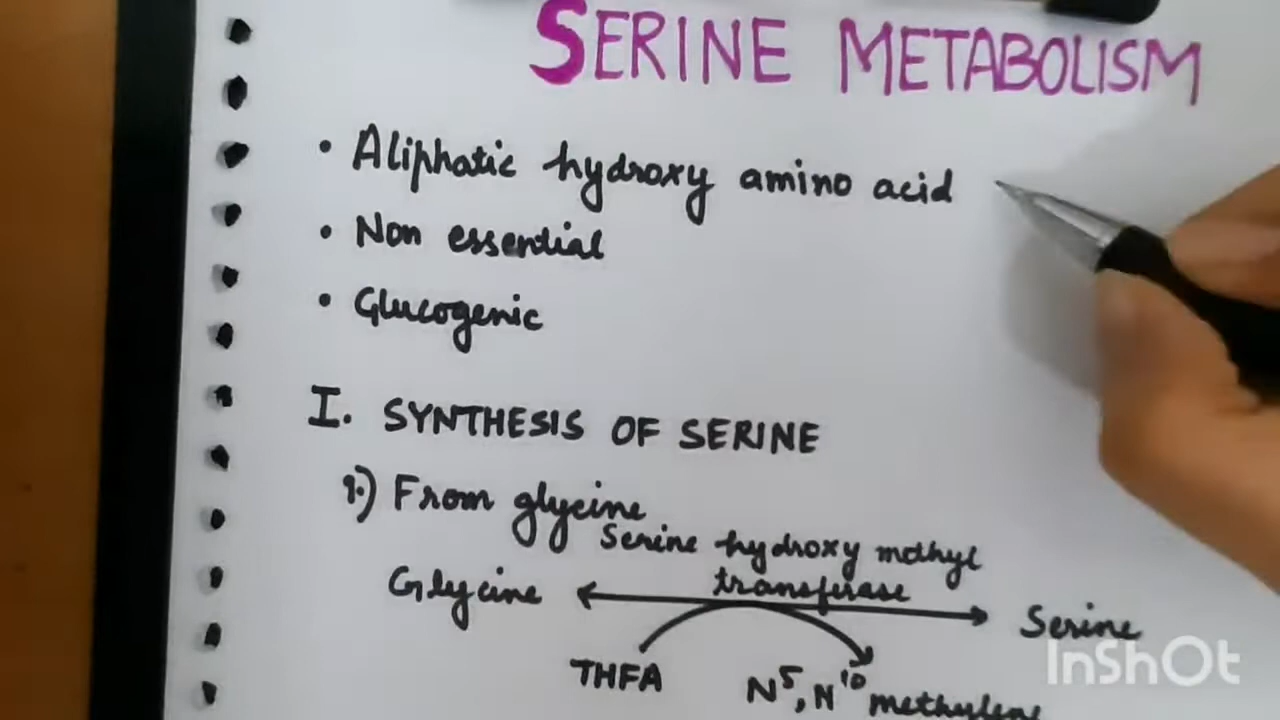 SERINE METABOLISM
• Aliphatic hydroxy amino acid
• Non essential
• Glucogenic
I. SYNTHESIS OF SERINE
1.) From glycine
Serine hydroxy methyl
transferase
Glycine
Serine
THFA
N5, N10 methylene
InShOt